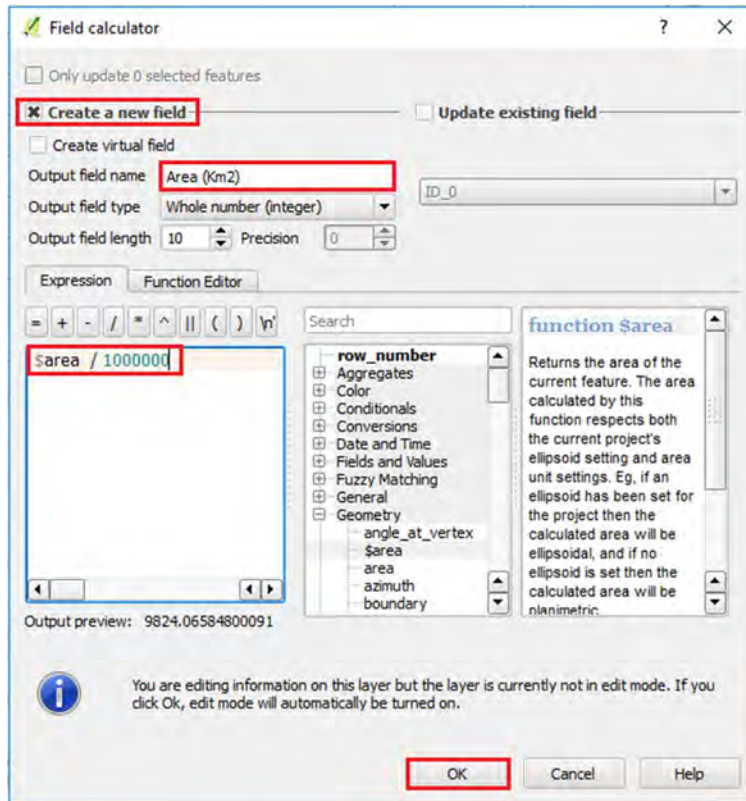 Field calculator ? ×
Only update 0 selected features
Create a new field
Update existing field
Create virtual field
Output field name Area (Km2)
ID_0
Output field type Whole number (integer)
Output field length 10 Precision 0
Expression Function Editor
= + - / * ^ || ( ) \n'
Search
function $area
$area / 1000000
row_number
Aggregates
Color
Conditionals
Conversions
Date and Time
Fields and Values
Fuzzy Matching
General
Geometry
angle_at_vertex
$area
area
azimuth
boundary
Returns the area of the
current feature. The area
calculated by this
function respects both
the current project's
ellipsoid setting and area
unit settings. Eg, if an
ellipsoid has been set for
the project then the
calculated area will be
ellipsoidal, and if no
ellipsoid is set then the
calculated area will be
planimetric.
Output preview: 9824.06584800091
You are editing information on this layer but the layer is currently not in edit mode. If you
click Ok, edit mode will automatically be turned on.
OK Cancel Help